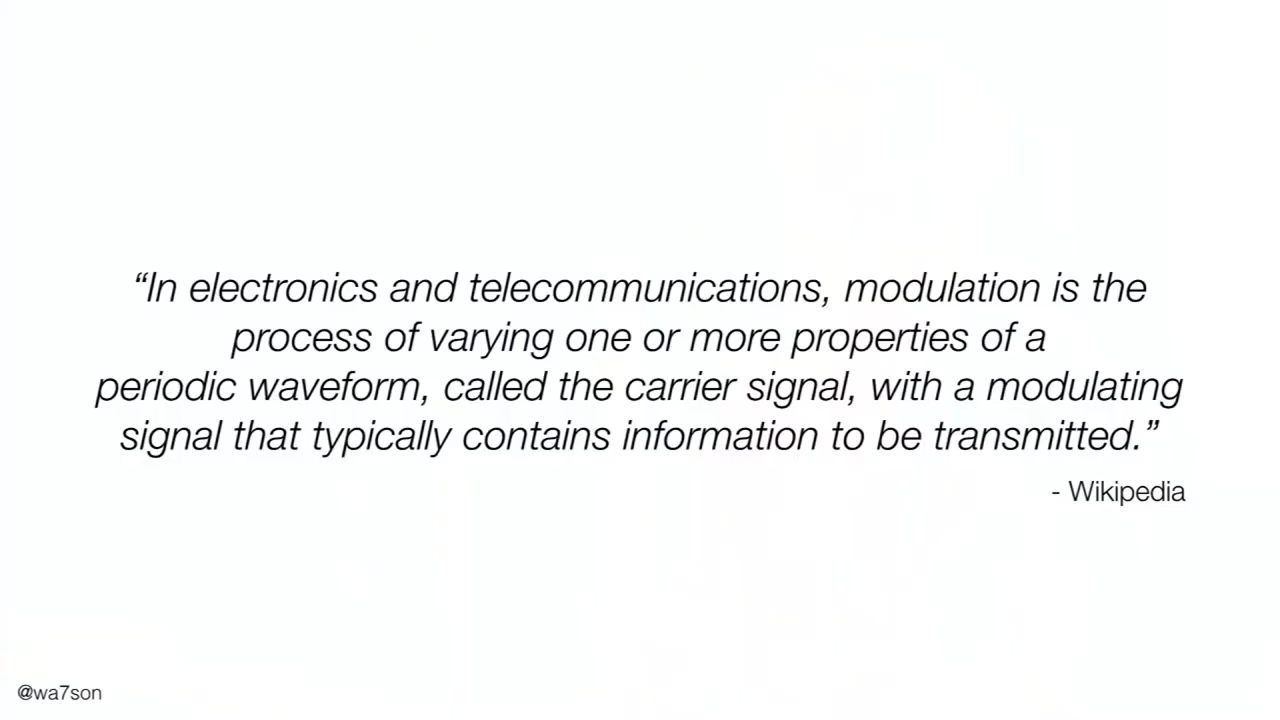 “In electronics and telecommunications, modulation is the
process of varying one or more properties of a
periodic waveform, called the carrier signal, with a modulating
signal that typically contains information to be transmitted.”
- Wikipedia
@wa7son